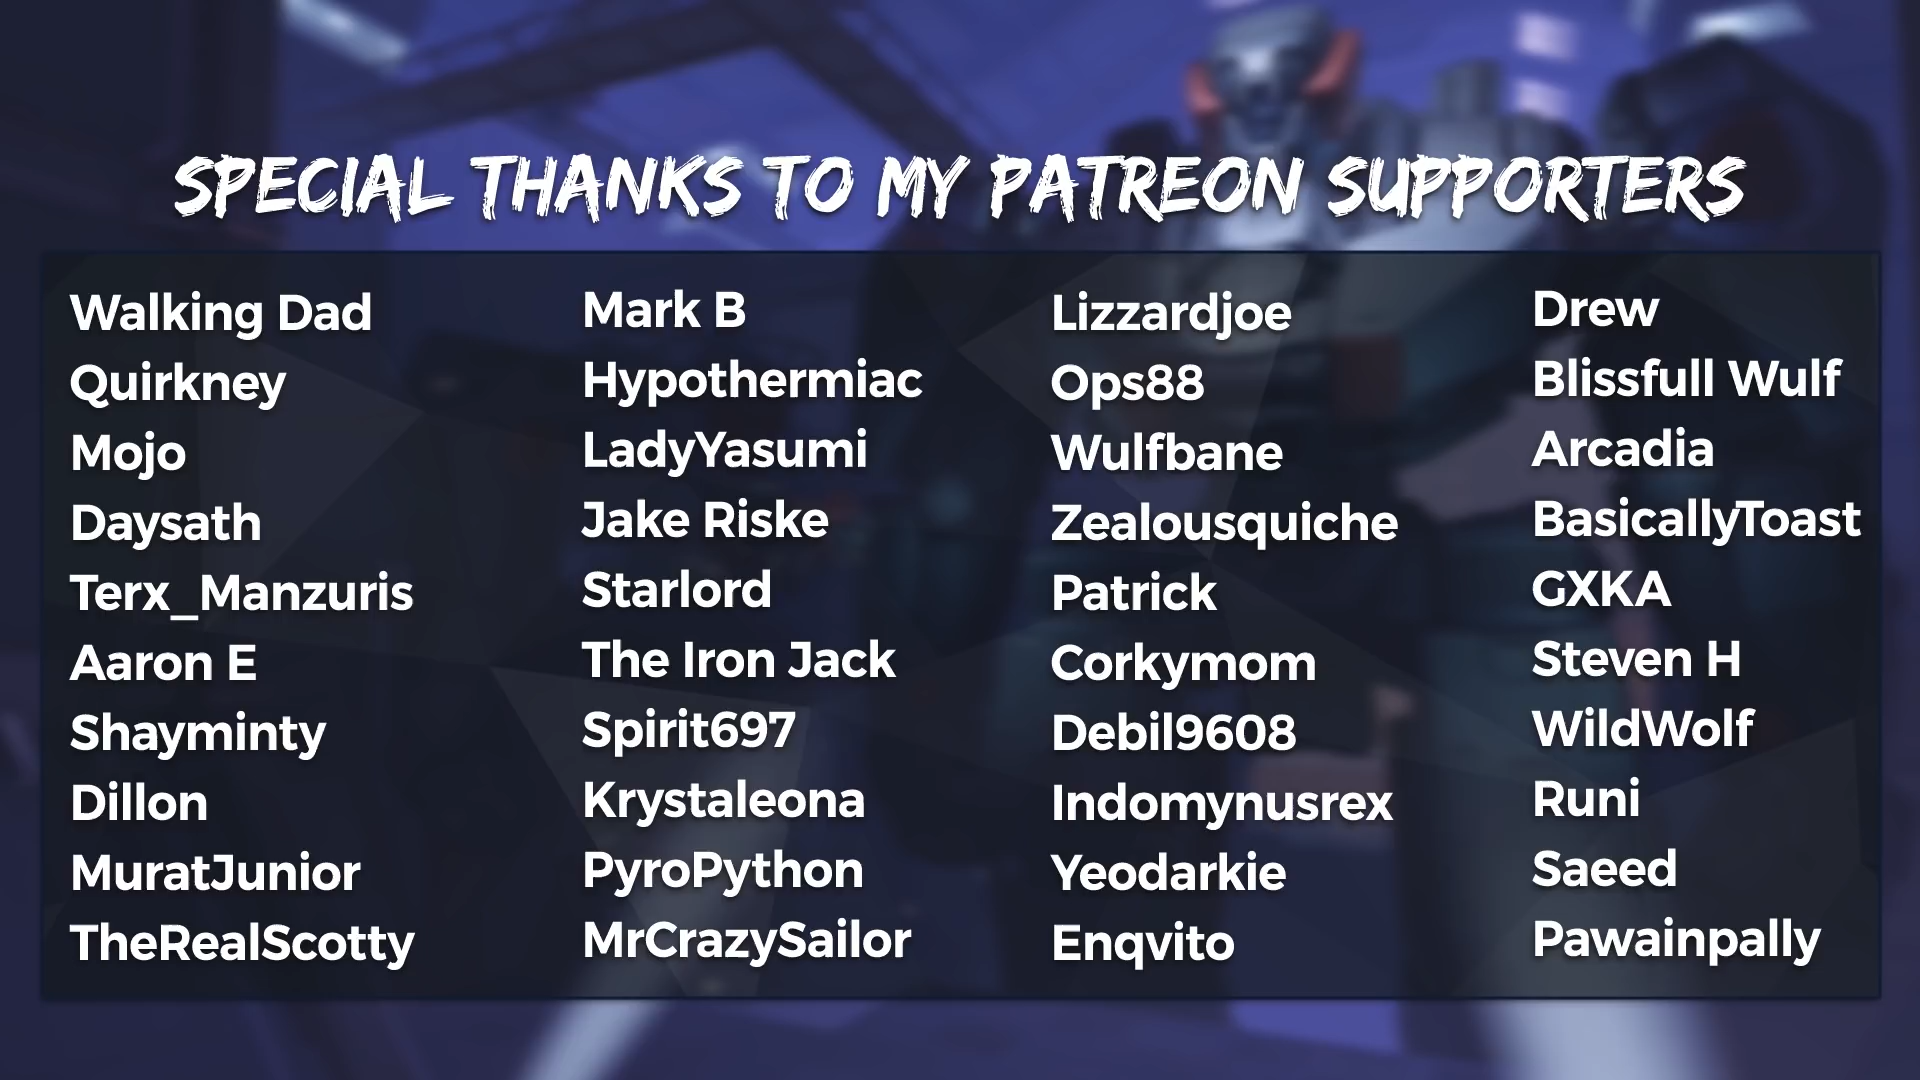 SPECIAL THANKS TO MY PATREON SUPPORTERS
Walking Dad
Quirkney
Mojo
Daysath
Terx_Manzuris
Aaron E
Shayminty
Dillon
MuratJunior
TheRealScotty
Mark B
Hypothermiac
LadyYasumi
Jake Riske
Starlord
The Iron Jack
Spirit697
Krystaleona
PyroPython
MrCrazySailor
Lizzardjoe
Ops88
Wulfbane
Zealousquiche
Patrick
Corkymom
Debil9608
Indomynusrex
Yeodarkie
Enqvito
Drew
Blissfull Wulf
Arcadia
BasicallyToast
GXKA
Steven H
WildWolf
Runi
Saeed
Pawainpally